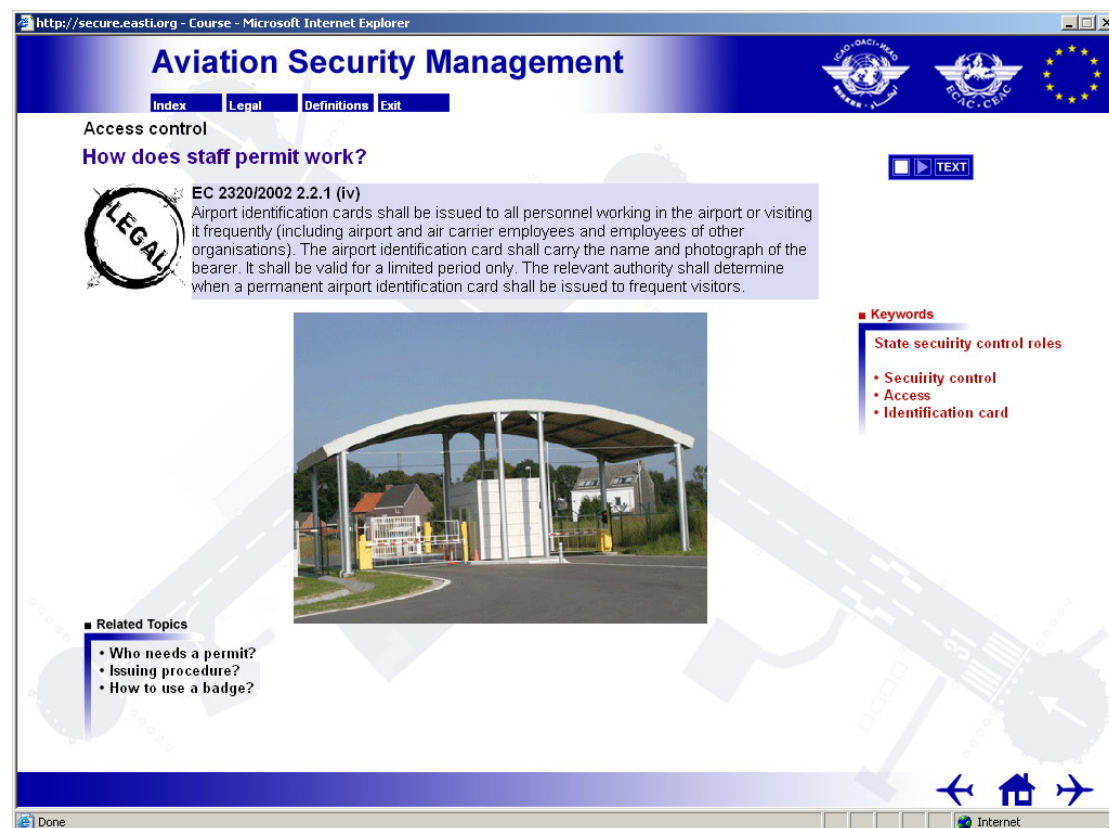 http://secure.easti.org - Course - Microsoft Internet Explorer
Aviation Security Management
Index Legal Definitions Exit
ECAC • CEAC
Access control
How does staff permit work?
TEXT
LEGAL
EC 2320/2002 2.2.1 (iv)
Airport identification cards shall be issued to all personnel working in the airport or visiting
it frequently (including airport and air carrier employees and employees of other
organisations). The airport identification card shall carry the name and photograph of the
bearer. It shall be valid for a limited period only. The relevant authority shall determine
when a permanent airport identification card shall be issued to frequent visitors.
Keywords
State secuirity control roles
• Secuirity control
• Access
• Identification card
Related Topics
• Who needs a permit?
• Issuing procedure?
• How to use a badge?
31
Done
Internet